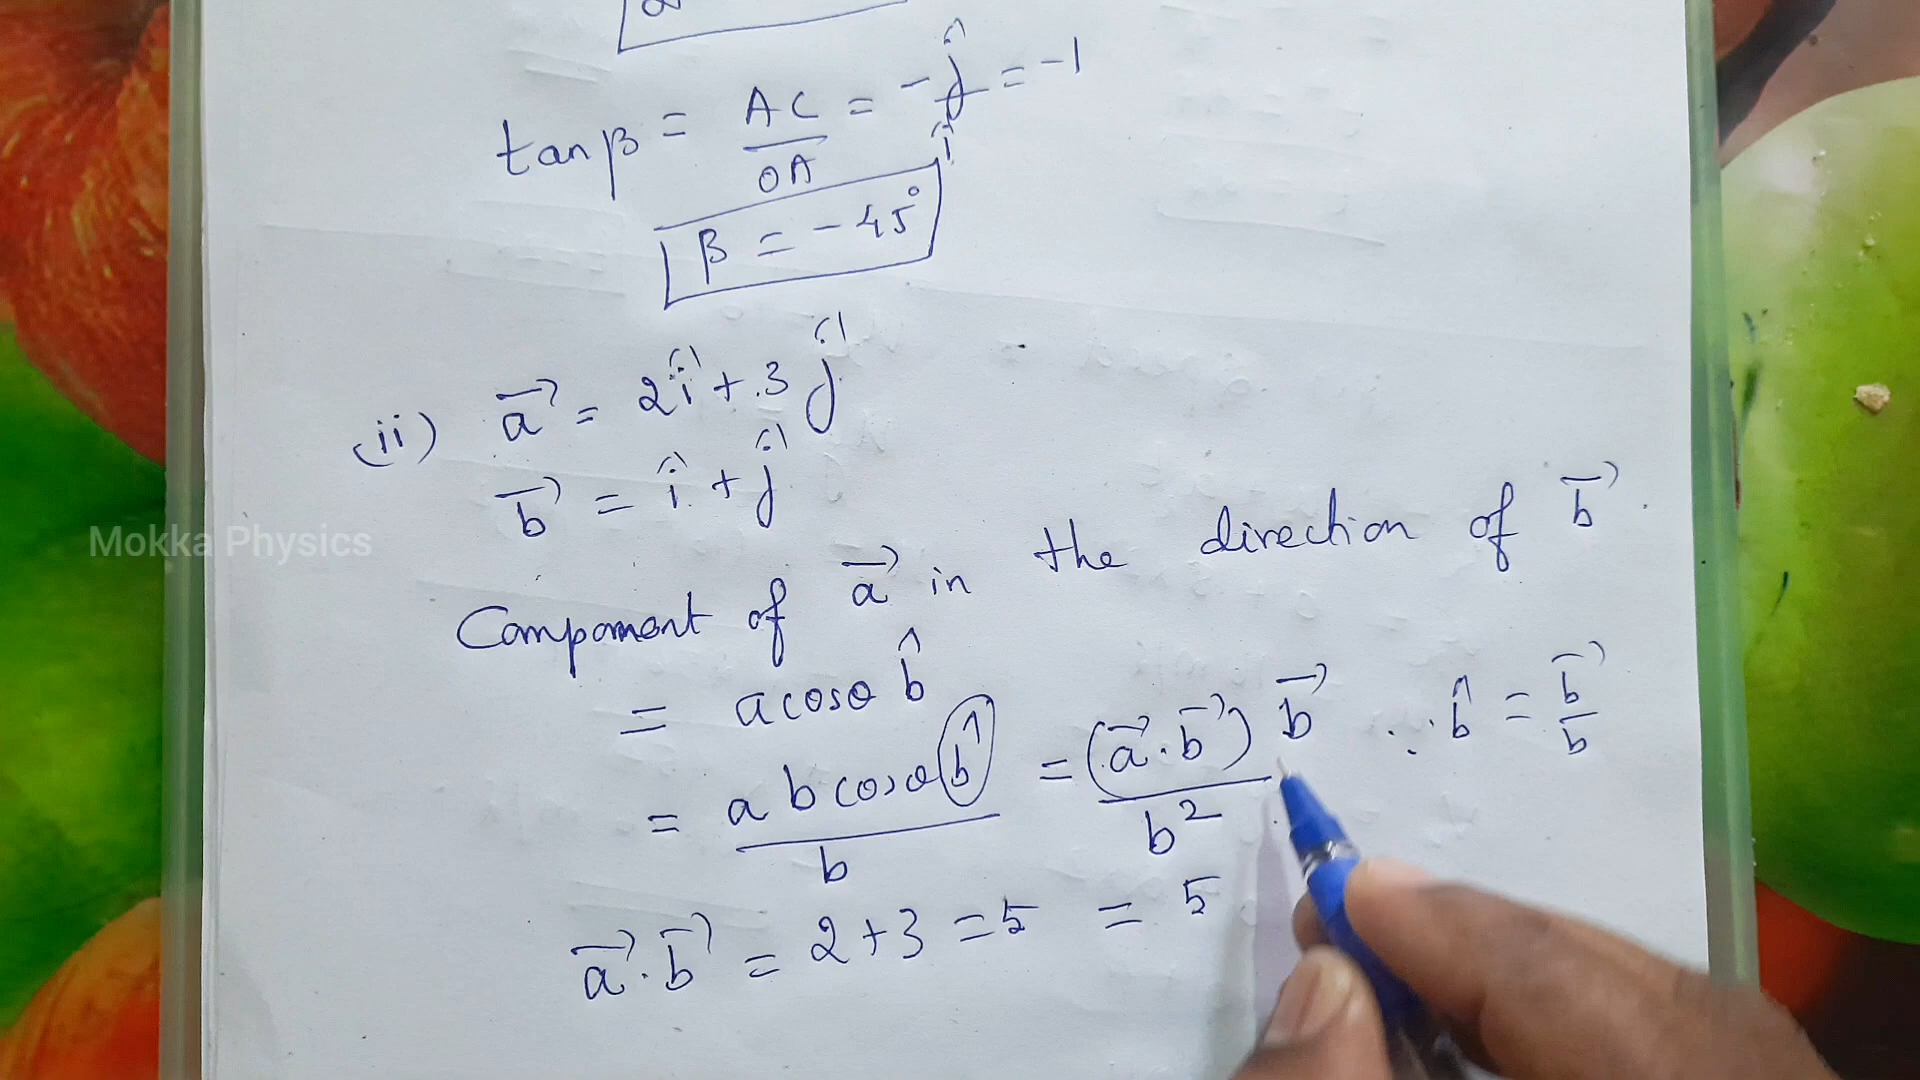 tan β = AC/OA = -ĵ/î = -1
β = -45°
(ii) a⃗ = 2î + 3ĵ
b⃗ = î + ĵ
Mokka Physics
Component of a⃗ in the direction of b⃗.
= a cosθ b̂
= a b cosθ b̂ / b = (a⃗·b⃗) b⃗ / b² ∵ b̂ = b⃗/b
a⃗·b⃗ = 2+3 = 5 = 5